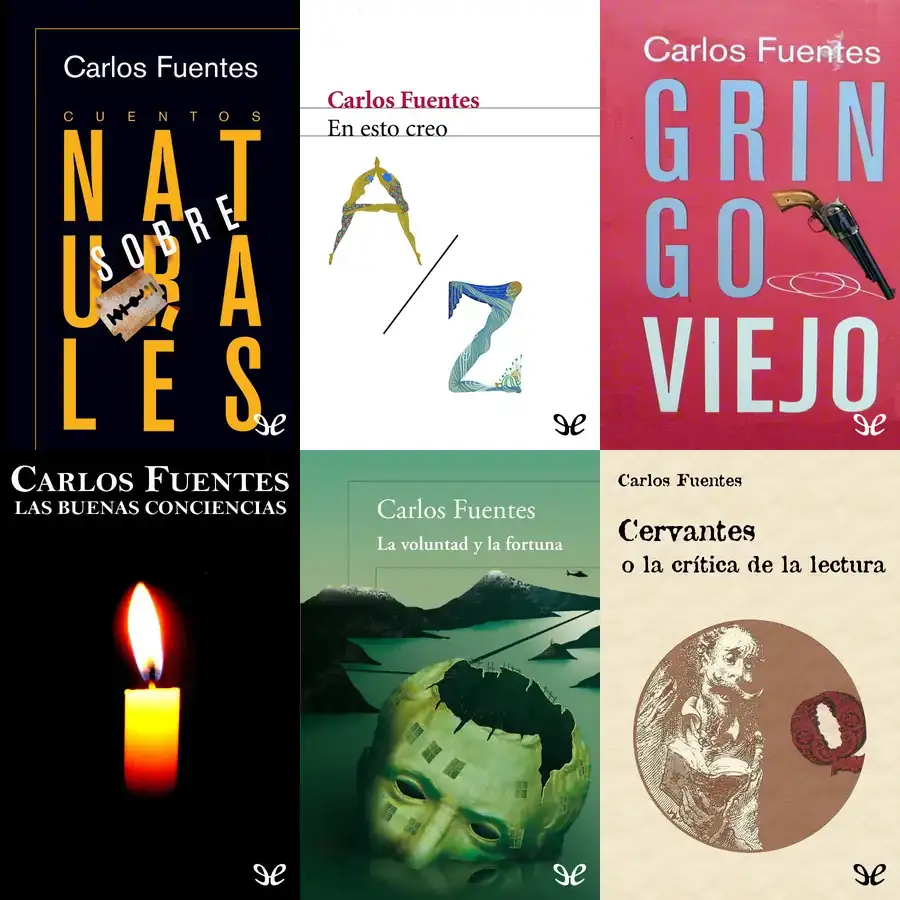 Carlos Fuentes
CUENTOS
NAT
SOBRE
URA
LES
Carlos Fuentes
En esto creo
A/Z
Carlos Fuentes
GRIN
GO
VIEJO
CARLOS FUENTES
LAS BUENAS CONCIENCIAS
Carlos Fuentes
La voluntad y la fortuna
Carlos Fuentes
Cervantes
o la crítica de la lectura
Q